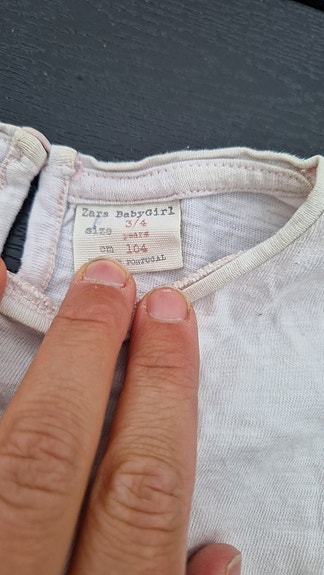 Zara BabyGirl
size 3/4
years
cm 104
PORTUGAL